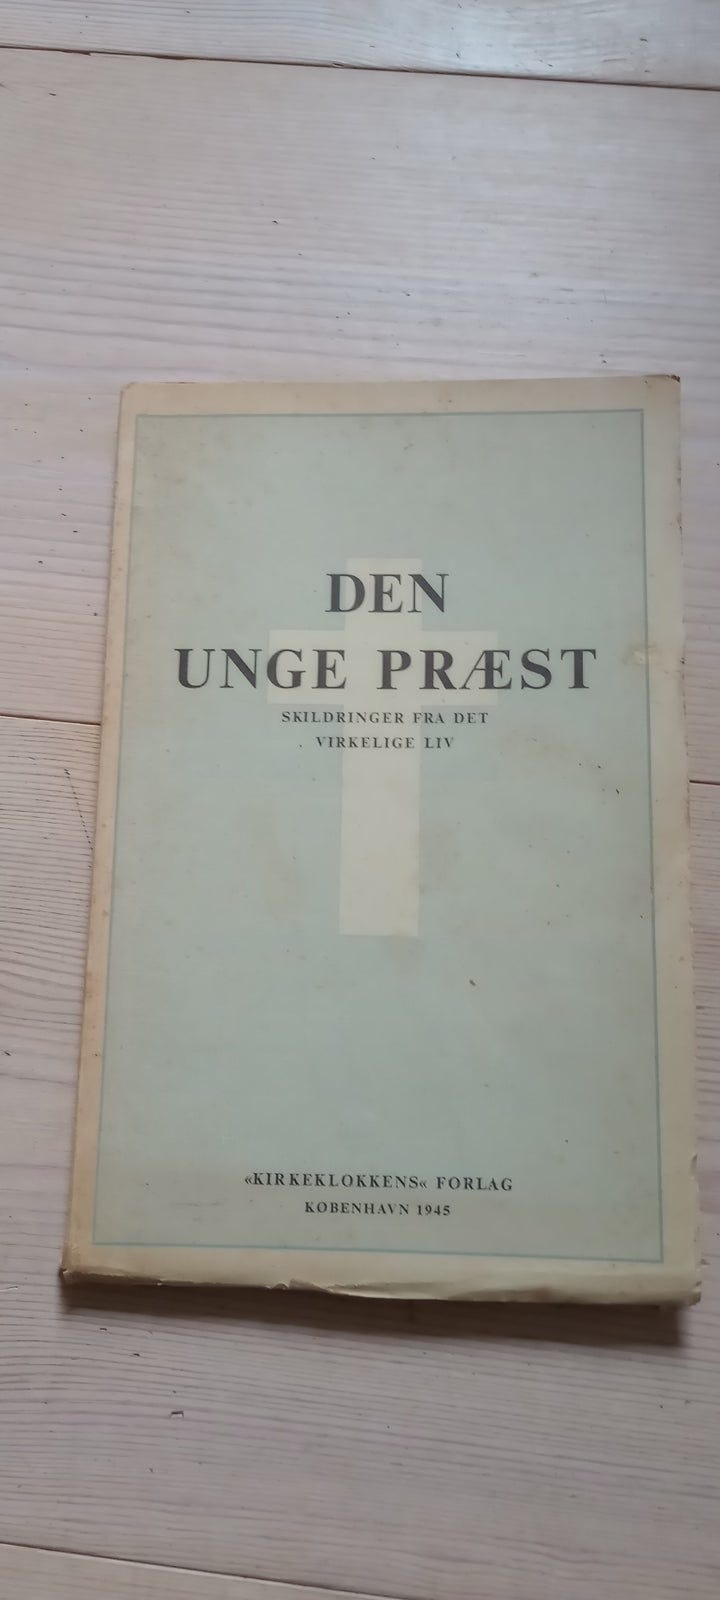 DEN
UNGE PRÆST
SKILDRINGER FRA DET
VIRKELIGE LIV
«KIRKEKLOKKENS« FORLAG
KØBENHAVN 1945